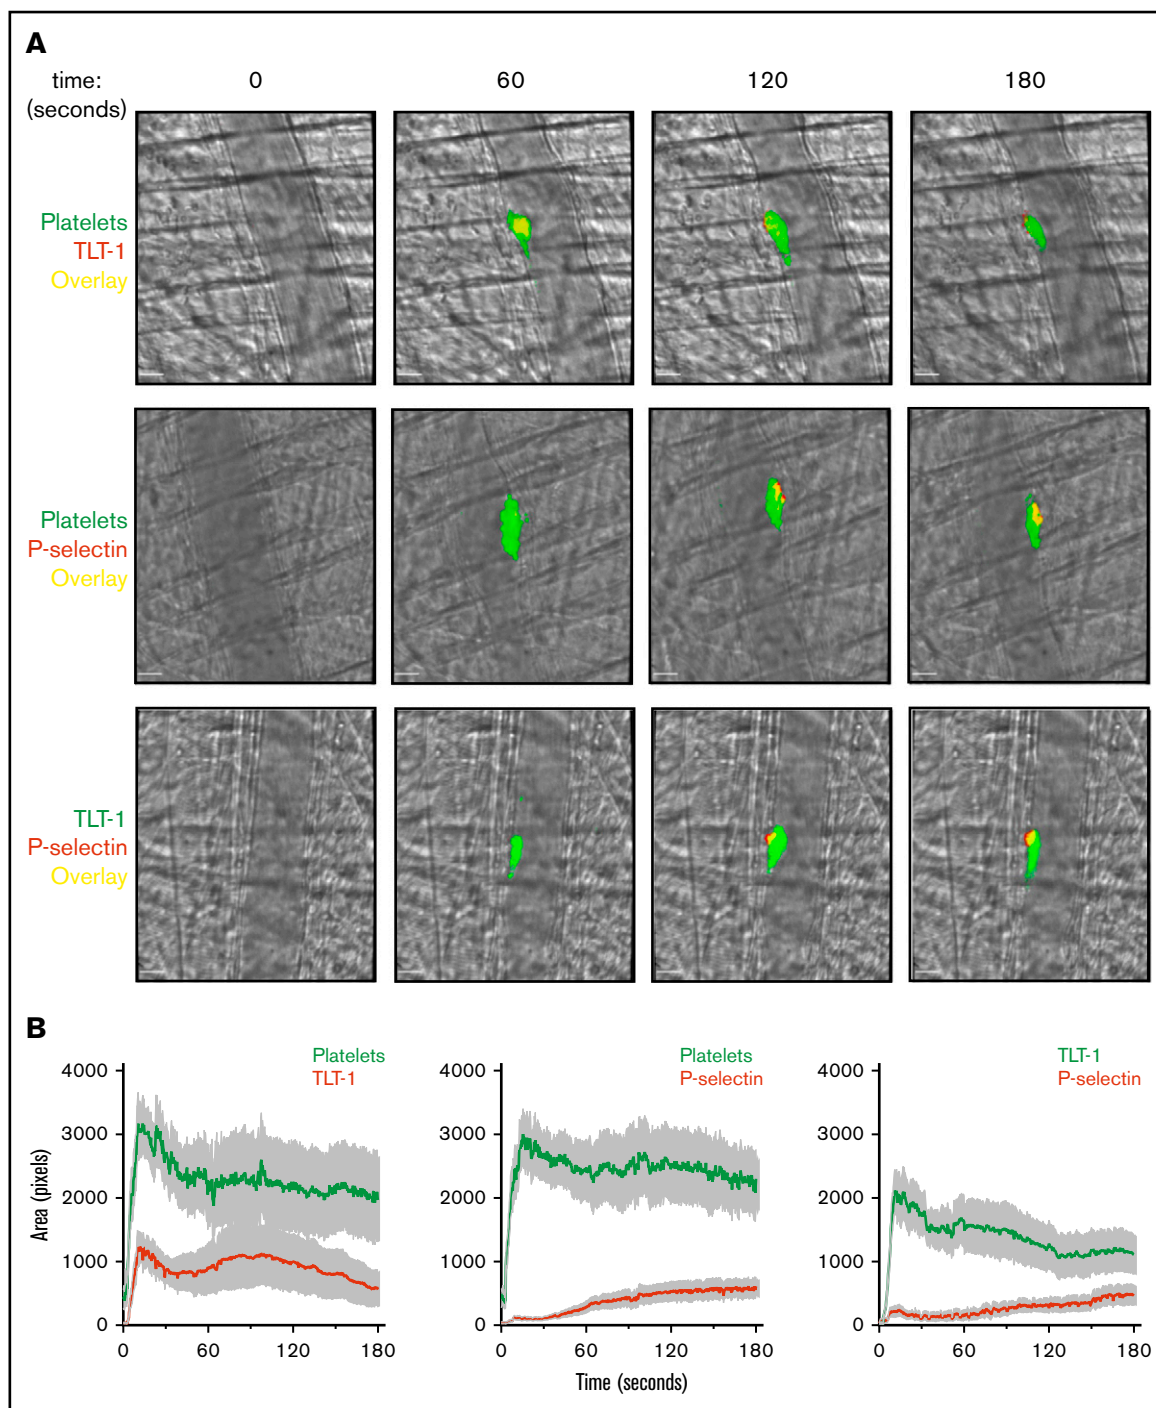 A
time: 0 60 120 180
(seconds)
Platelets
TLT-1
Overlay
Platelets
P-selectin
Overlay
TLT-1
P-selectin
Overlay
B
Platelets
TLT-1
Platelets
P-selectin
TLT-1
P-selectin
Area (pixels)
4000
3000
2000
1000
0
0 60 120 180
4000
3000
2000
1000
0
0 60 120 180
4000
3000
2000
1000
0
0 60 120 180
Time (seconds)